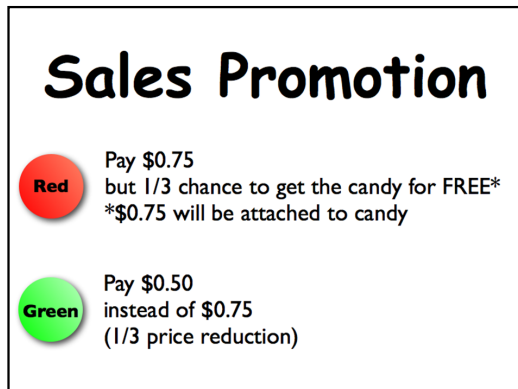 Sales Promotion
Red
Pay $0.75
but 1/3 chance to get the candy for FREE*
*$0.75 will be attached to candy
Green
Pay $0.50
instead of $0.75
(1/3 price reduction)